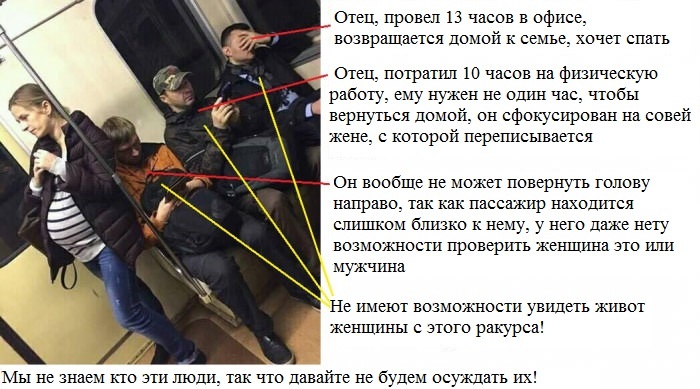 Отец, провел 13 часов в офисе,
возвращается домой к семье, хочет спать
Отец, потратил 10 часов на физическую
работу, ему нужен не один час, чтобы
вернуться домой, он сфокусирован на совей
жене, с которой переписывается
Он вообще не может повернуть голову
направо, так как пассажир находится
слишком близко к нему, у него даже нету
возможности проверить женщина это или
мужчина
Не имеют возможности увидеть живот
женщины с этого ракурса!
Мы не знаем кто эти люди, так что давайте не будем осуждать их!